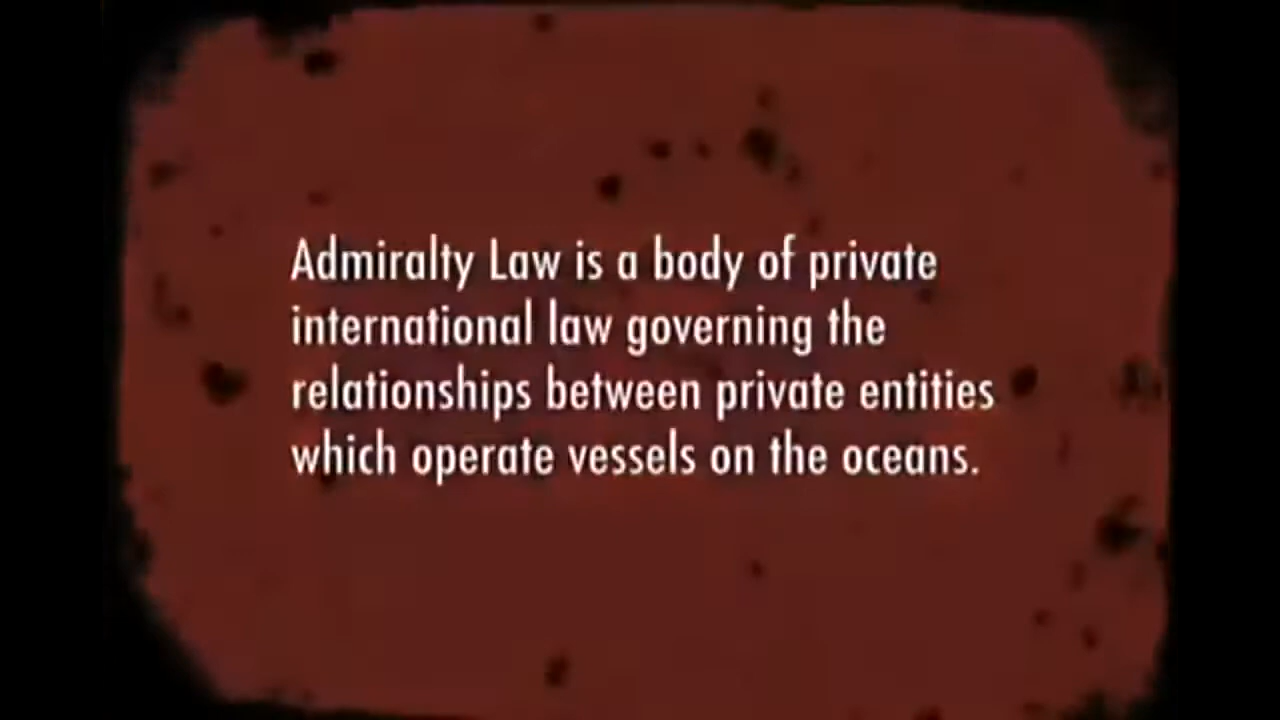 Admiralty Law is a body of private
international law governing the
relationships between private entities
which operate vessels on the oceans.